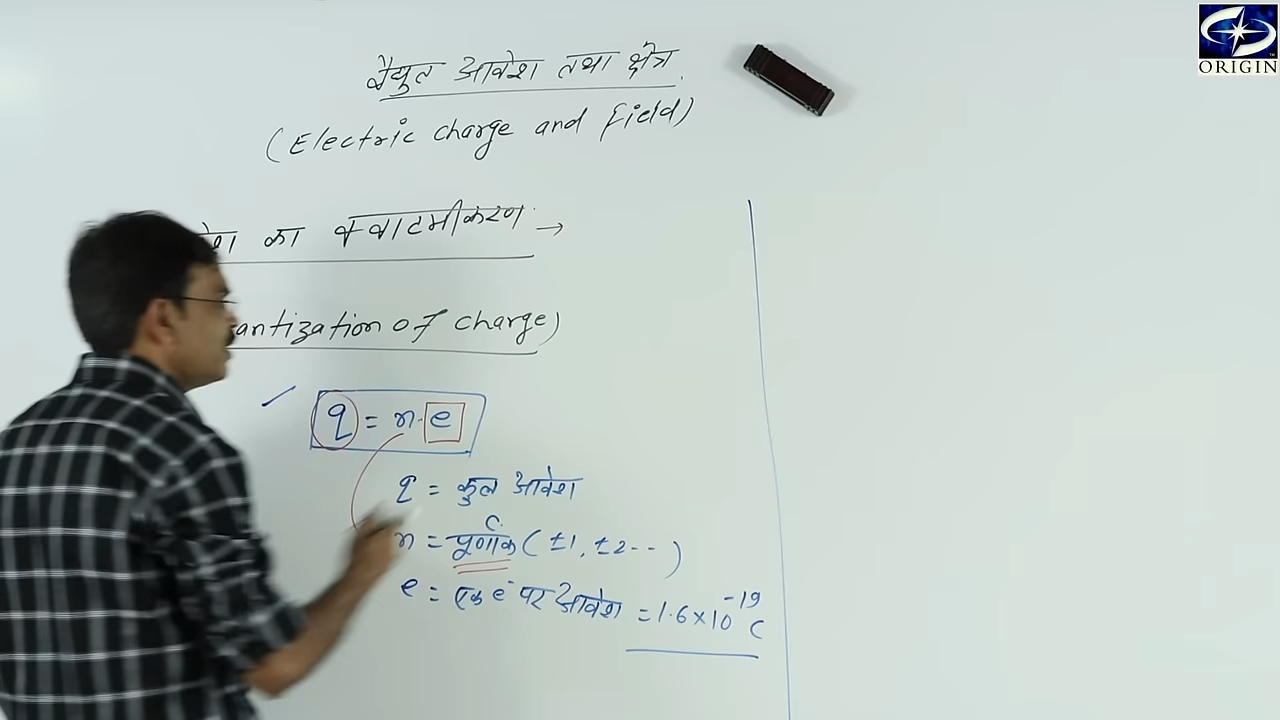 वैद्युत आवेश तथा क्षेत्र
(Electric charge and field)
का क्वाटमीकरण →
antization of charge)
✓ q = n·e
q = कुल आवेश
n = पूर्णांक (±1, ±2--)
e = एक e⁻ पर आवेश = 1.6×10⁻¹⁹ C
ORIGIN